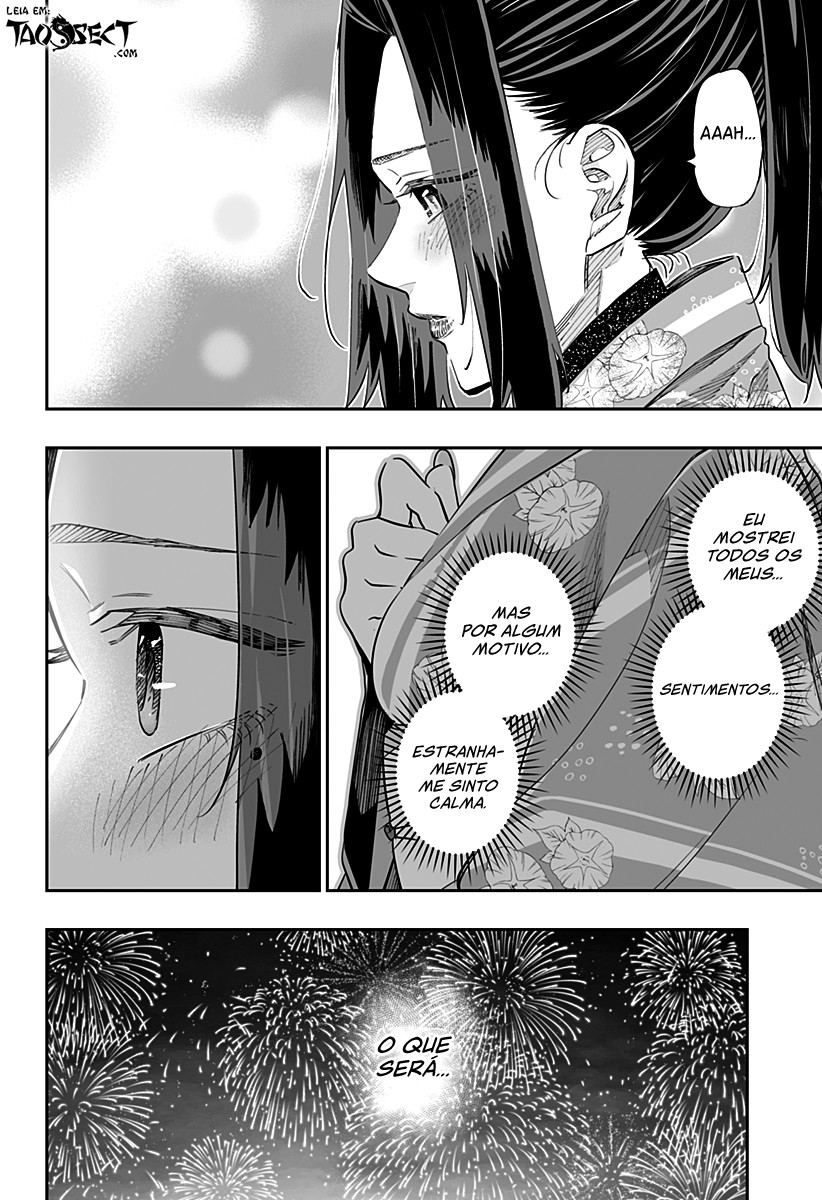 LEIA EM:
TAOSSECT
.COM
AAAH...
EU
MOSTREI
TODOS OS
MEUS...
SENTIMENTOS...
MAS
POR ALGUM
MOTIVO...
ESTRANHA-
MENTE
ME SINTO
CALMA.
O QUE
SERÁ...